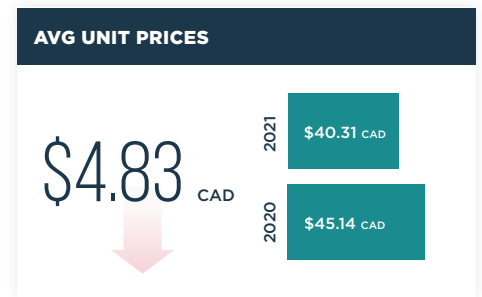 AVG UNIT PRICES
$4.83 CAD
2021
$40.31 CAD
2020
$45.14 CAD